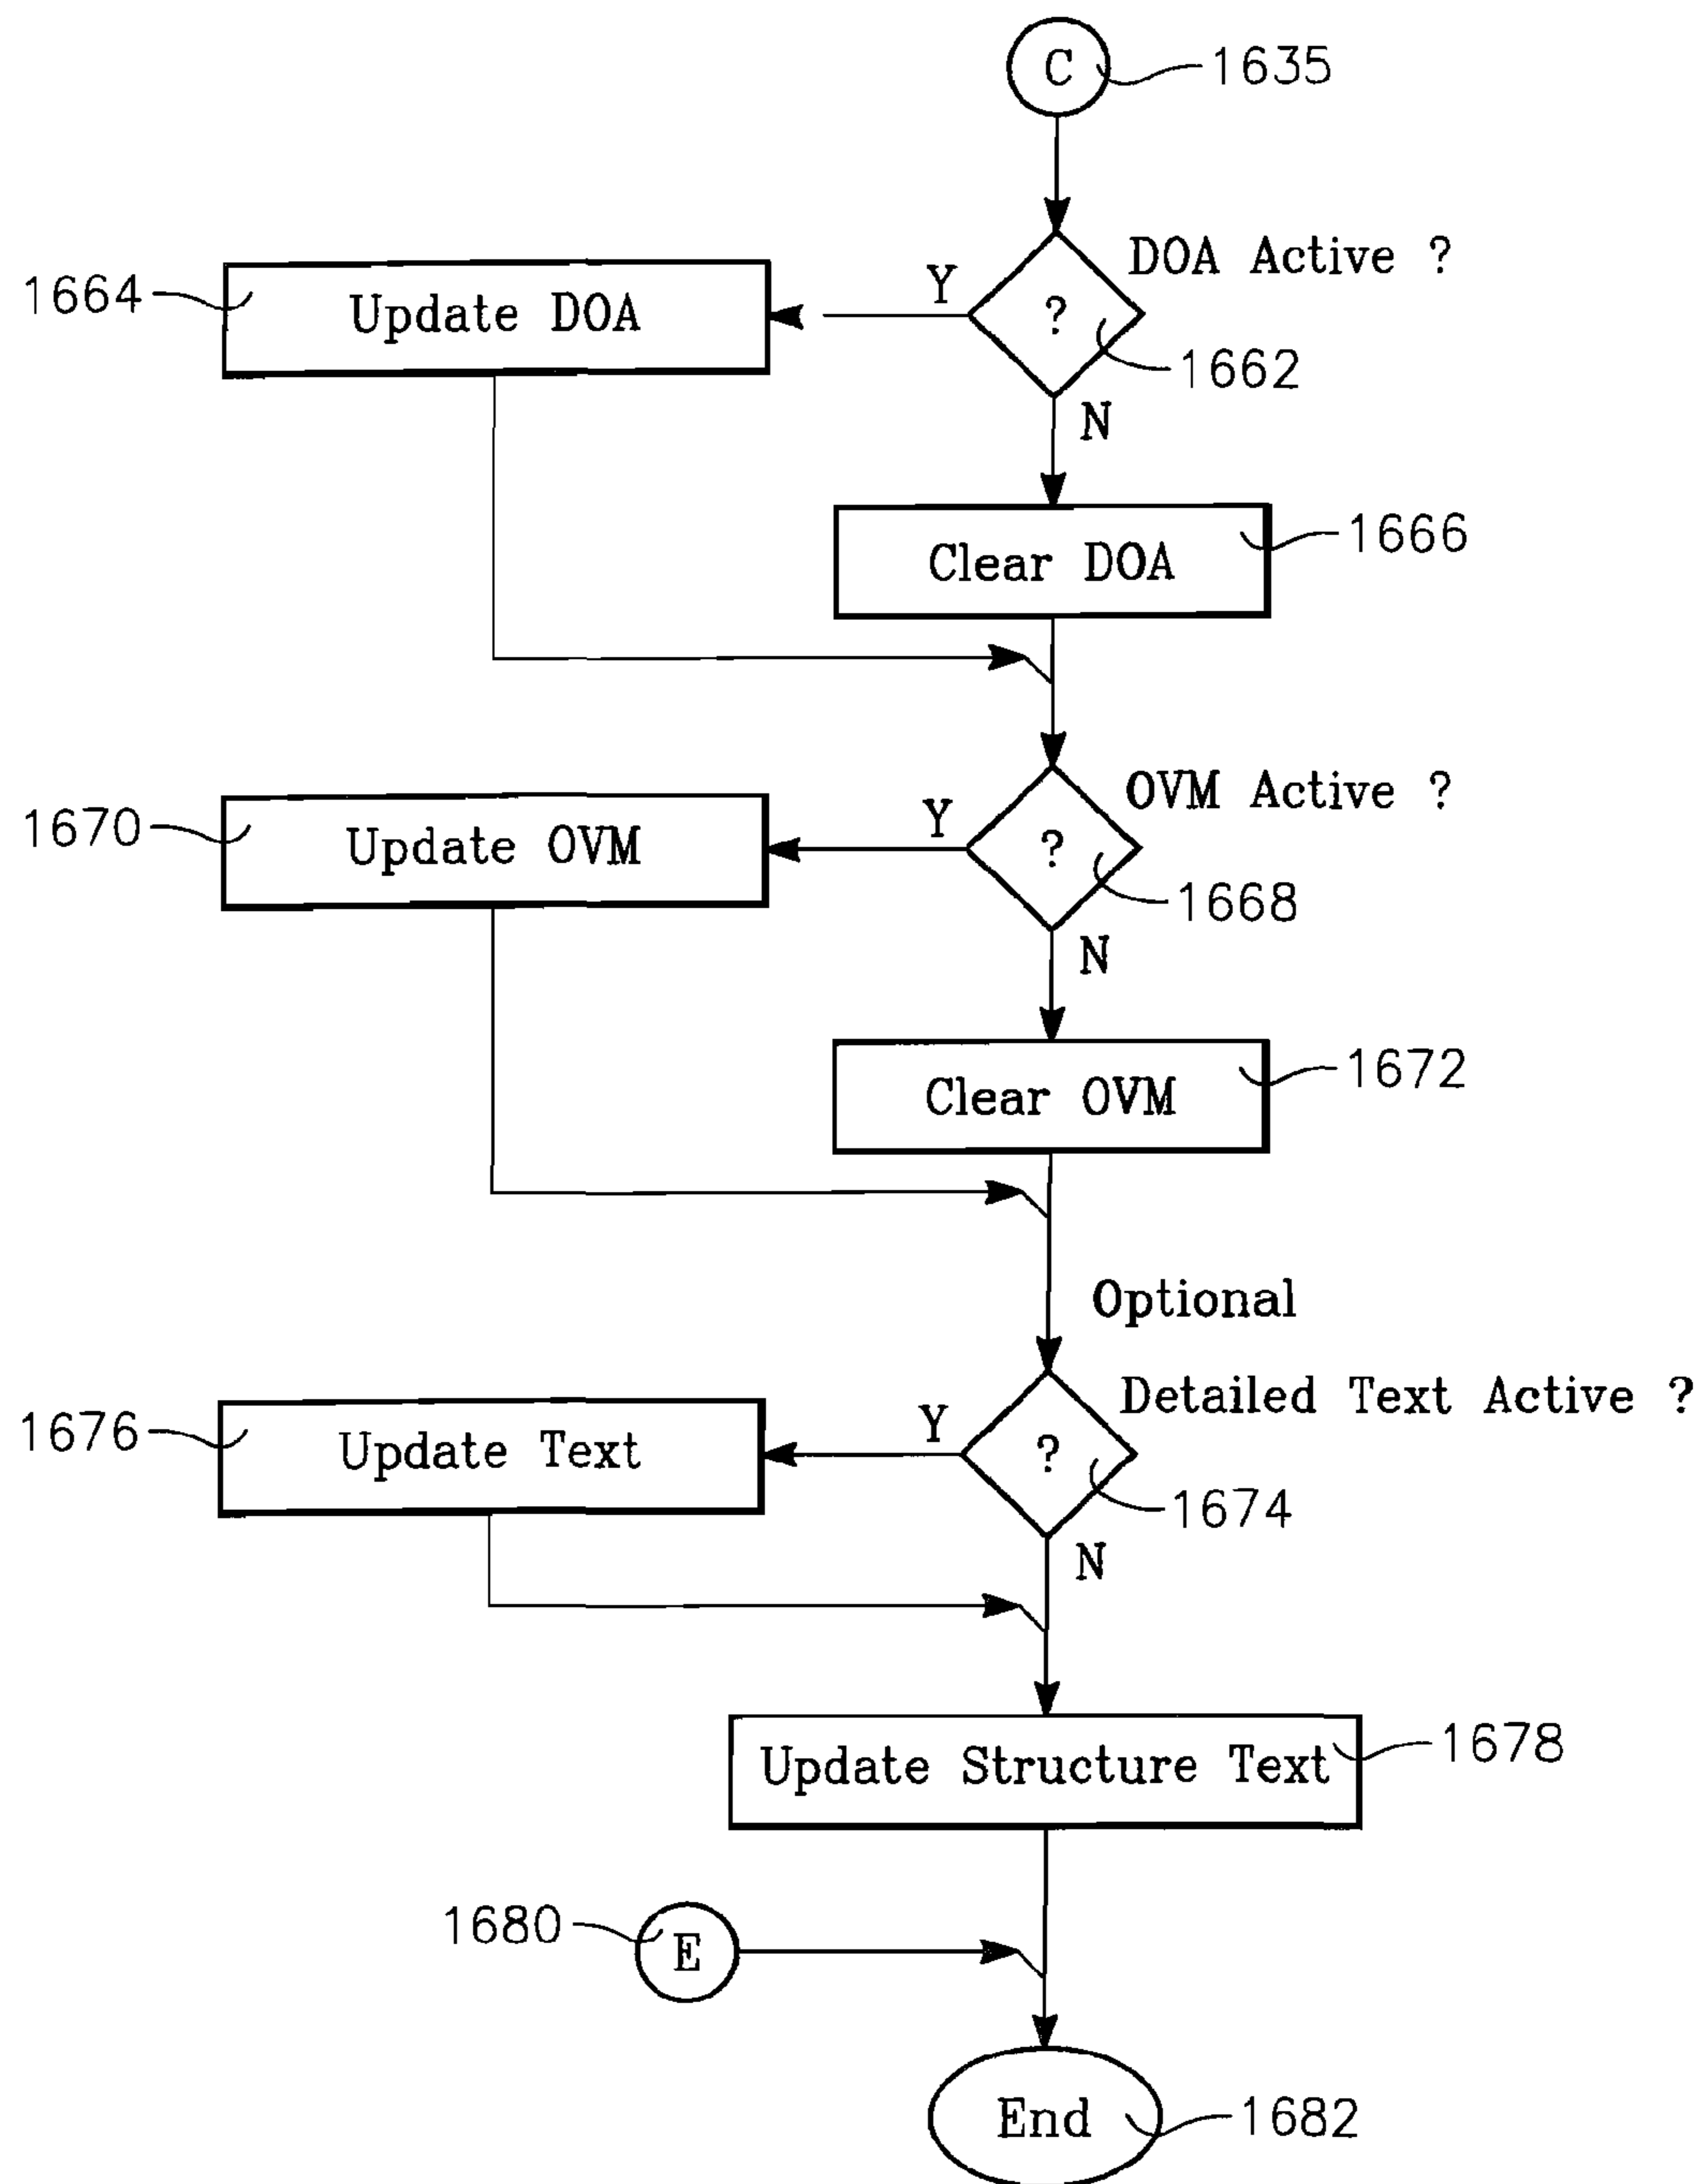 C
1635
DOA Active ?
Y
?
1664
Update DOA
1662
N
1666
Clear DOA
OVM Active ?
Y
?
1670
Update OVM
1668
N
1672
Clear OVM
Optional
Detailed Text Active ?
Y
?
1676
Update Text
1674
N
Update Structure Text
1678
1680
E
End
1682